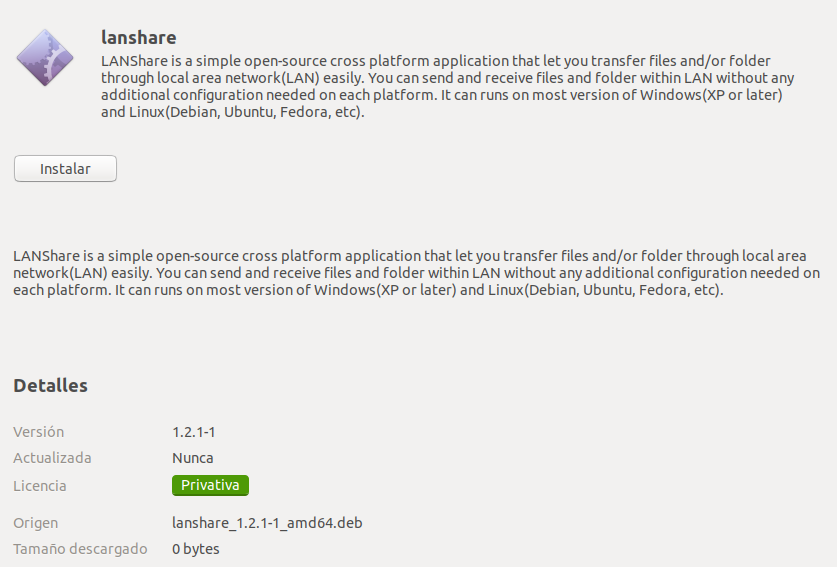 lanshare
LANShare is a simple open-source cross platform application that let you transfer files and/or folder
through local area network(LAN) easily. You can send and receive files and folder within LAN without any
additional configuration needed on each platform. It can runs on most version of Windows(XP or later)
and Linux(Debian, Ubuntu, Fedora, etc).
Instalar
LANShare is a simple open-source cross platform application that let you transfer files and/or folder through local area
network(LAN) easily. You can send and receive files and folder within LAN without any additional configuration needed on
each platform. It can runs on most version of Windows(XP or later) and Linux(Debian, Ubuntu, Fedora, etc).
Detalles
Versión 1.2.1-1
Actualizada Nunca
Licencia Privativa
Origen lanshare_1.2.1-1_amd64.deb
Tamaño descargado 0 bytes